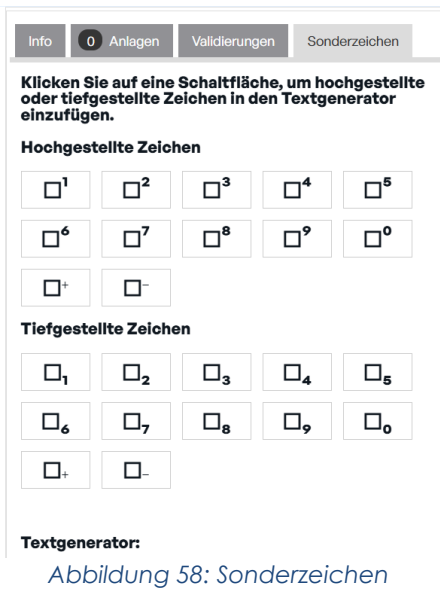 Info 0 Anlagen Validierungen Sonderzeichen
Klicken Sie auf eine Schaltfläche, um hochgestellte
oder tiefgestellte Zeichen in den Textgenerator
einzufügen.
Hochgestellte Zeichen
□¹ □² □³ □⁴ □⁵
□⁶ □⁷ □⁸ □⁹ □⁰
□⁺ □⁻
Tiefgestellte Zeichen
□₁ □₂ □₃ □₄ □₅
□₆ □₇ □₈ □₉ □₀
□₊ □₋
Textgenerator:
Abbildung 58: Sonderzeichen